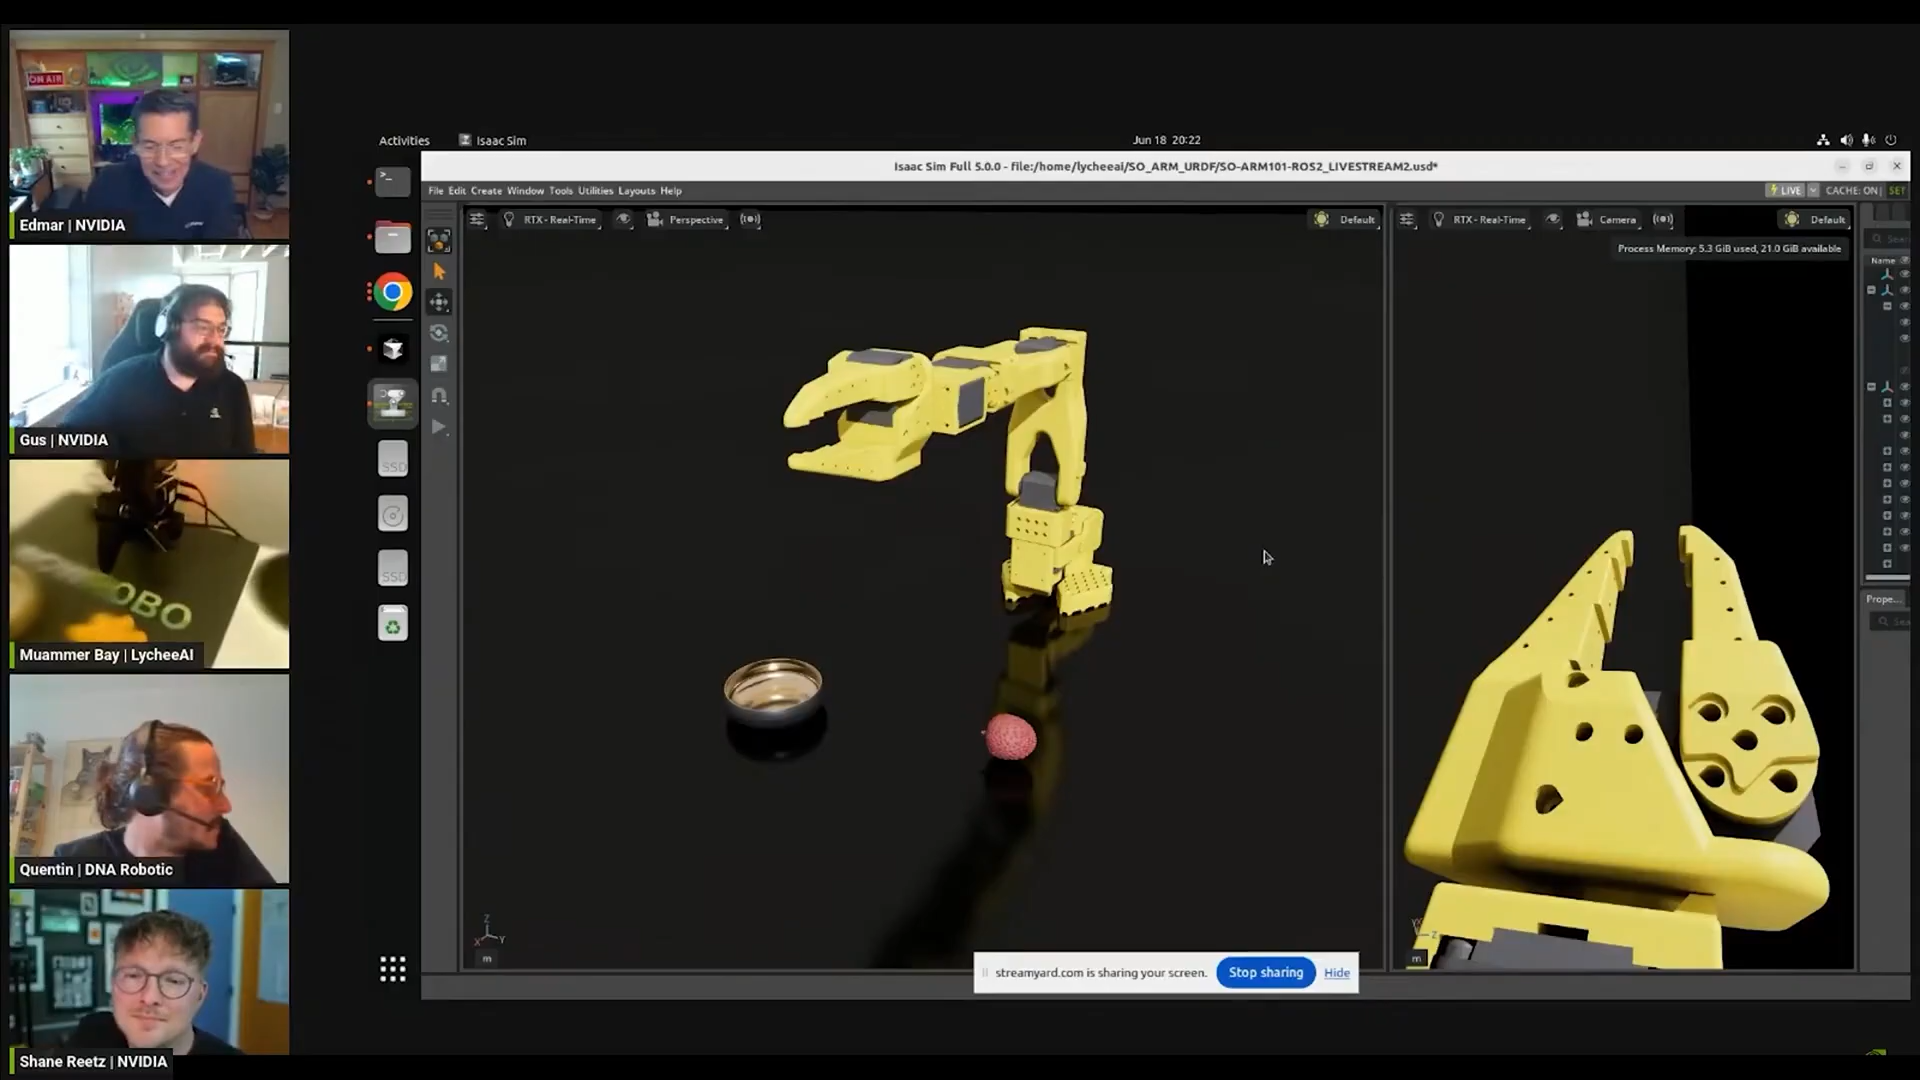 ON AIR
Edmar | NVIDIA
Gus | NVIDIA
OBO
Muammer Bay | LycheeAI
Quentin | DNA Robotic
Shane Reetz | NVIDIA
Activities
Isaac Sim
Jun 18 20:22
Isaac Sim Full 5.0.0 - file:/home/lycheeai/SO_ARM_URDF/SO-ARM101-ROS2_LIVESTREAM2.usd*
File Edit Create Window Tools Utilities Layouts Help
LIVE
CACHE: ON
SET
RTX - Real-Time
Perspective
Default
RTX - Real-Time
Camera
Default
Process Memory: 5.3 GiB used, 21.0 GiB available
Name
Prope...
SSD
SSD
Z
X
Y
m
Z
m
streamyard.com is sharing your screen.
Stop sharing
Hide